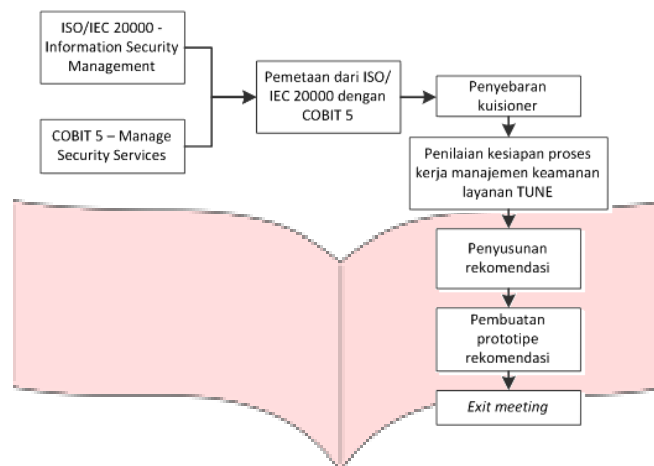 ISO/IEC 20000 -
Information Security
Management
COBIT 5 – Manage
Security Services
Pemetaan dari ISO/
IEC 20000 dengan
COBIT 5
Penyebaran
kuisioner
Penilaian kesiapan proses
kerja manajemen keamanan
layanan TUNE
Penyusunan
rekomendasi
Pembuatan
prototipe
rekomendasi
Exit meeting